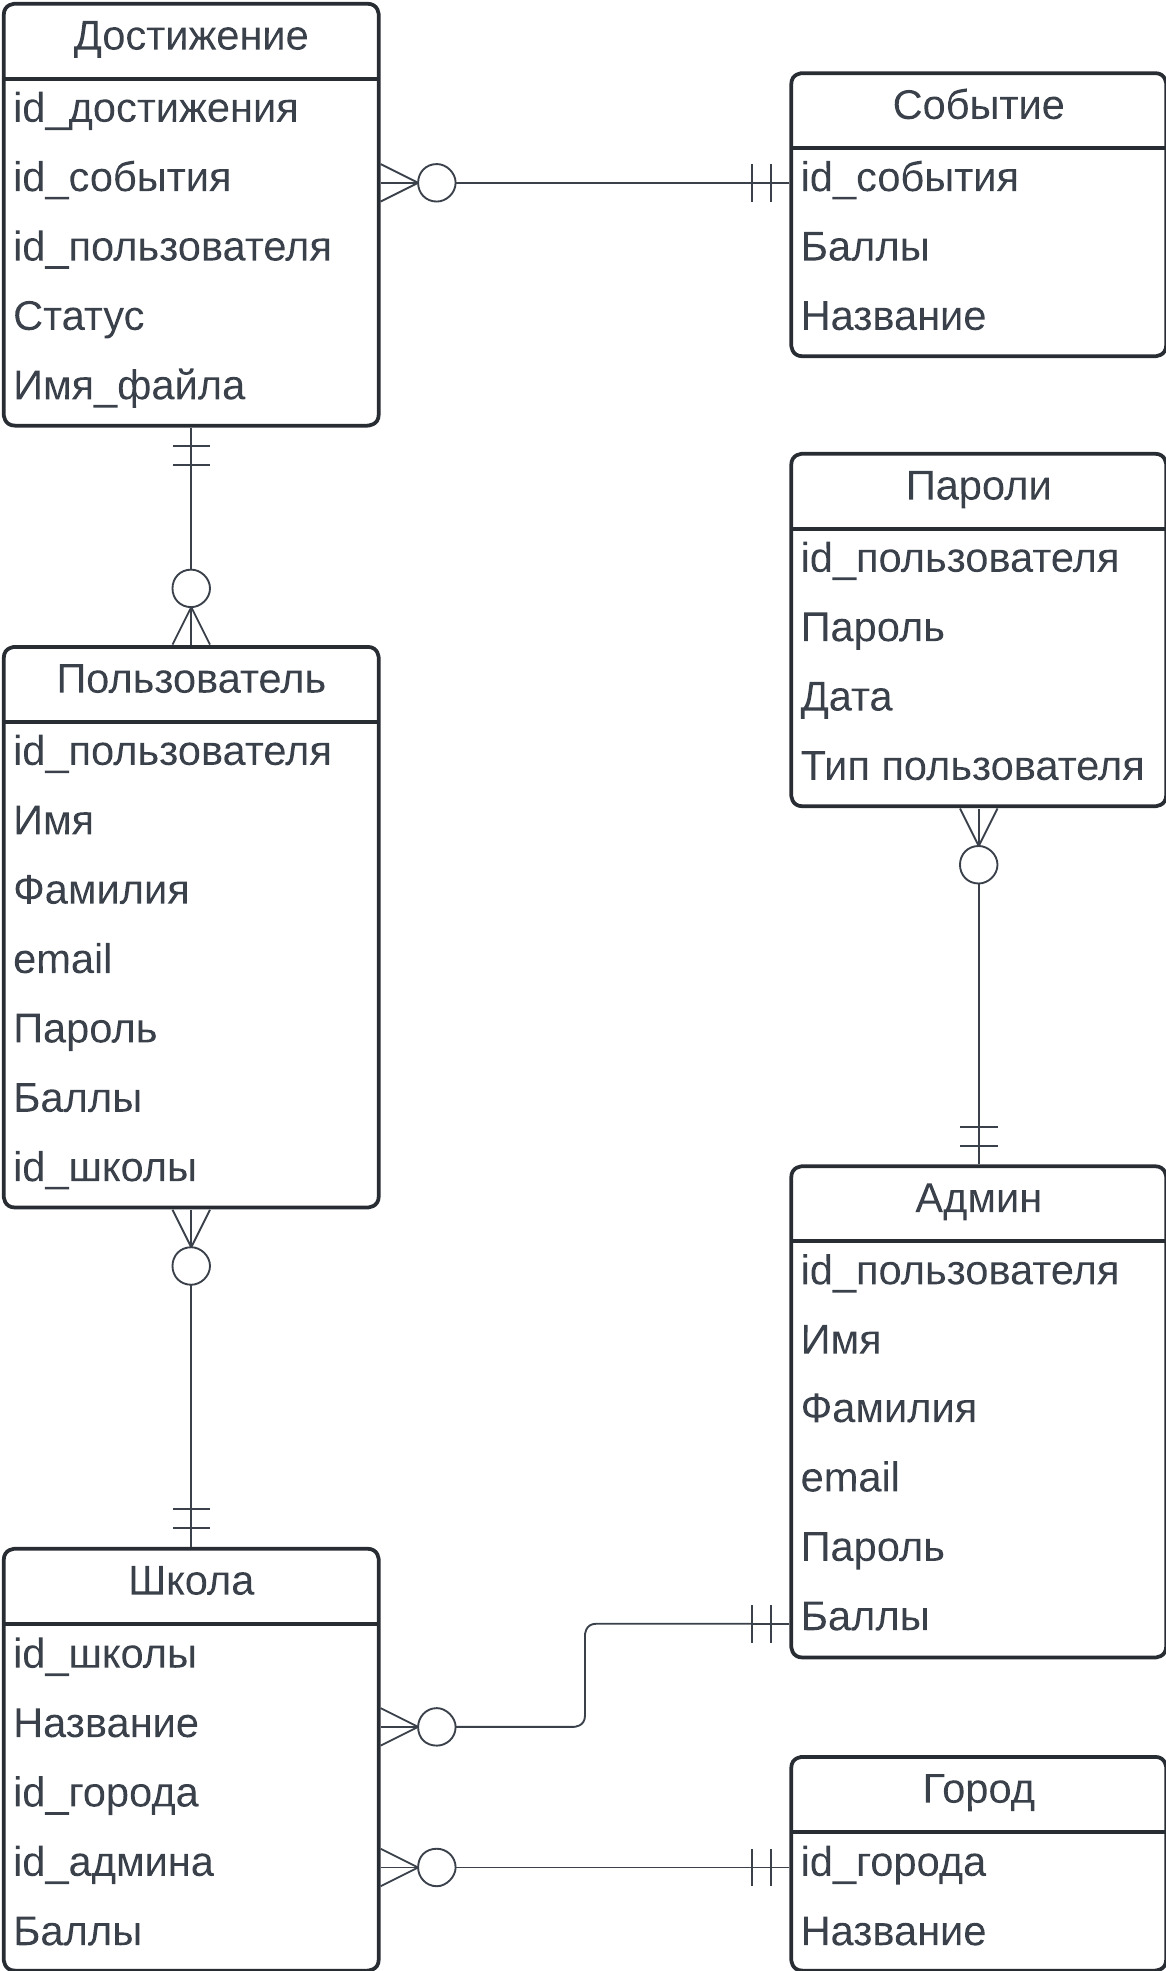 Достижение
id_достижения
id_события
id_пользователя
Статус
Имя_файла
Событие
id_события
Баллы
Название
Пароли
id_пользователя
Пароль
Дата
Тип пользователя
Пользователь
id_пользователя
Имя
Фамилия
email
Пароль
Баллы
id_школы
Админ
id_пользователя
Имя
Фамилия
email
Пароль
Баллы
Школа
id_школы
Название
id_города
id_админа
Баллы
Город
id_города
Название